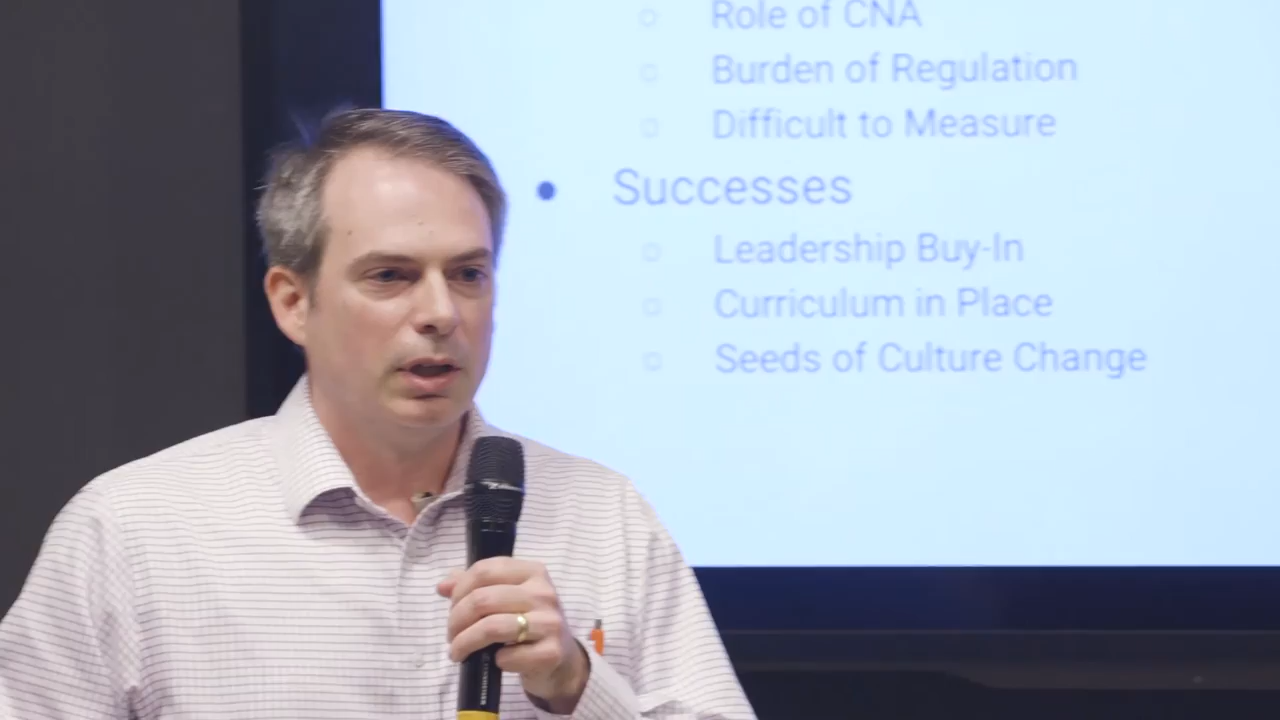 Role of CNA
Burden of Regulation
Difficult to Measure
Successes
Leadership Buy-In
Curriculum in Place
Seeds of Culture Change